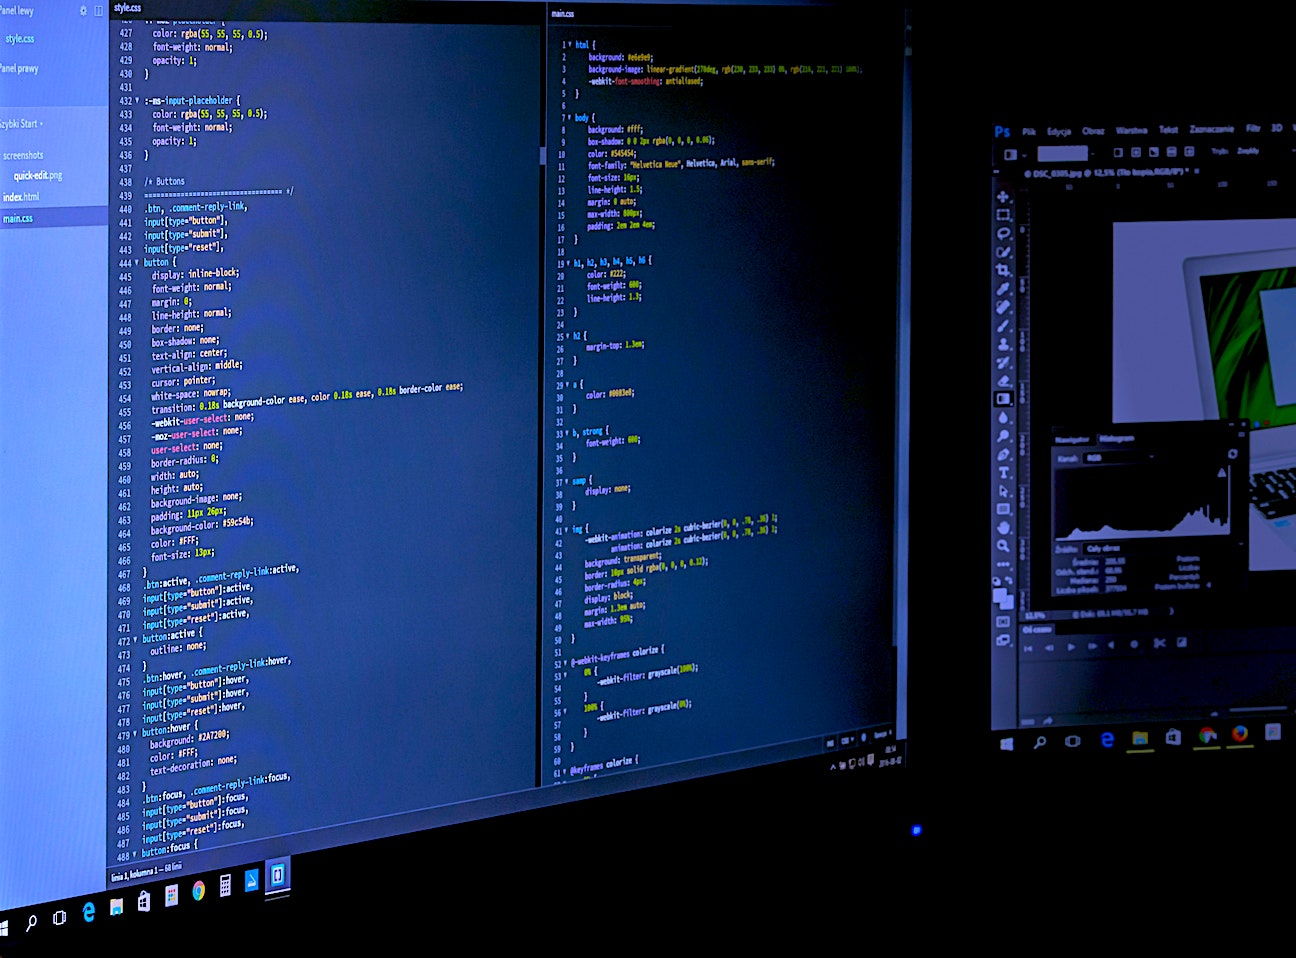 Panel lewy
style.css
Panel prawy
Szybki Start
screenshots
quick-edit.png
index.html
main.css
style.css
427 color: rgba(55, 55, 55, 0.5);
428 font-weight: normal;
429 opacity: 1;
430 }
431
432 :-ms-input-placeholder {
433 color: rgba(55, 55, 55, 0.5);
434 font-weight: normal;
435 opacity: 1;
436 }
437
438 /* Buttons
439 ================================== */
440 .btn, .comment-reply-link,
441 input[type="button"],
442 input[type="submit"],
443 input[type="reset"],
444 button {
445 display: inline-block;
446 font-weight: normal;
447 margin: 0;
448 line-height: normal;
449 border: none;
450 box-shadow: none;
451 text-align: center;
452 vertical-align: middle;
453 cursor: pointer;
454 white-space: nowrap;
455 transition: 0.18s background-color ease, color 0.18s ease, 0.18s border-color ease;
456 -webkit-user-select: none;
457 -moz-user-select: none;
458 user-select: none;
459 border-radius: 0;
460 width: auto;
461 height: auto;
462 background-image: none;
463 padding: 11px 26px;
464 background-color: #59c54b;
465 color: #FFF;
466 font-size: 13px;
467 }
468 .btn:active, .comment-reply-link:active,
469 input[type="button"]:active,
470 input[type="submit"]:active,
471 input[type="reset"]:active,
472 button:active {
473 outline: none;
474 }
475 .btn:hover, .comment-reply-link:hover,
476 input[type="button"]:hover,
477 input[type="submit"]:hover,
478 input[type="reset"]:hover,
479 button:hover {
480 background: #2A7200;
481 color: #FFF;
482 text-decoration: none;
483 }
484 .btn:focus, .comment-reply-link:focus,
485 input[type="button"]:focus,
486 input[type="submit"]:focus,
487 input[type="reset"]:focus,
488 button:focus {
linia 1, kolumna 1 — 68 linii
main.css
1 html {
2 background: #e6e9e9;
3 background-image: linear-gradient(270deg, rgb(230, 233, 233) 0%, rgb(216, 221, 221) 100%);
4 -webkit-font-smoothing: antialiased;
5 }
6
7 body {
8 background: #fff;
9 box-shadow: 0 0 2px rgba(0, 0, 0, 0.06);
10 color: #545454;
11 font-family: "Helvetica Neue", Helvetica, Arial, sans-serif;
12 font-size: 16px;
13 line-height: 1.5;
14 margin: 0 auto;
15 max-width: 800px;
16 padding: 2em 2em 4em;
17 }
18
19 h1, h2, h3, h4, h5, h6 {
20 color: #222;
21 font-weight: 600;
22 line-height: 1.3;
23 }
24
25 h2 {
26 margin-top: 1.3em;
27 }
28
29 a {
30 color: #0083e8;
31 }
32
33 b, strong {
34 font-weight: 600;
35 }
36
37 samp {
38 display: none;
39 }
40
41 img {
42 -webkit-animation: colorize 2s cubic-bezier(0, 0, .78, .36) 1;
43 animation: colorize 2s cubic-bezier(0, 0, .78, .36) 1;
44 background: transparent;
45 border: 10px solid rgba(0, 0, 0, 0.12);
46 border-radius: 4px;
47 display: block;
48 margin: 1.3em auto;
49 max-width: 95%;
50 }
51
52 @-webkit-keyframes colorize {
53 0% {
54 -webkit-filter: grayscale(100%);
55 }
56 100% {
57 -webkit-filter: grayscale(0%);
58 }
59 }
60
61 @keyframes colorize {
Ps Plik Edycja Obraz Warstwa Tekst Zaznaczanie Filtr 3D
Tryb: Zwykły
Nawigator Histogram
Kanał: RGB
Źródło: Cały obraz
Średnia:
Mediana:
Liczba pikseli:
Poziom:
Liczba:
Oś czasu